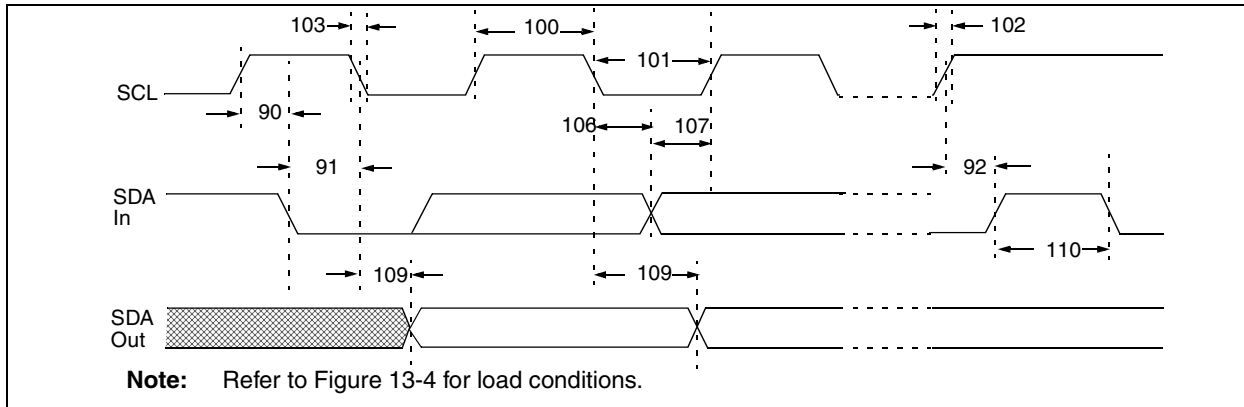 103
100
102
101
SCL
90
106
107
91
92
SDA
In
109
109
110
SDA
Out
Note: Refer to Figure 13-4 for load conditions.